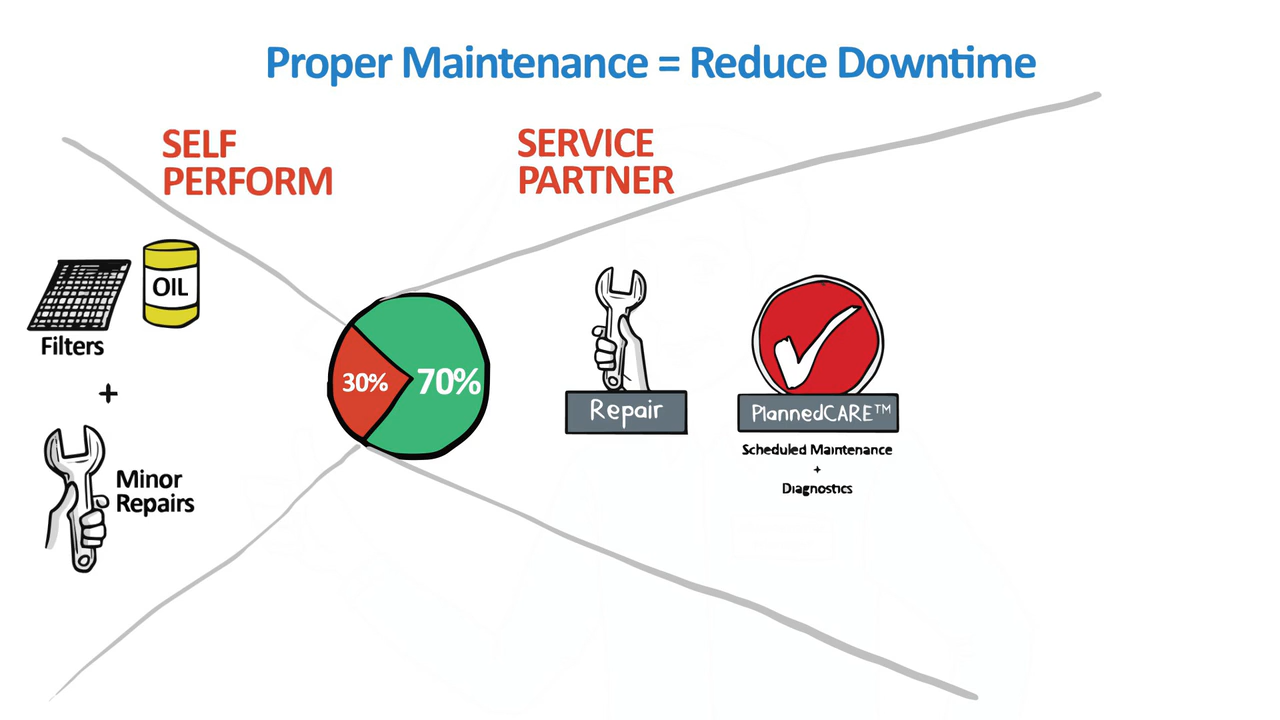 Proper Maintenance = Reduce Downtime
SELF
PERFORM
SERVICE
PARTNER
OIL
Filters
+
Minor
Repairs
30%
70%
Repair
PlannedCARE™
Scheduled Maintenance
+
Diagnostics